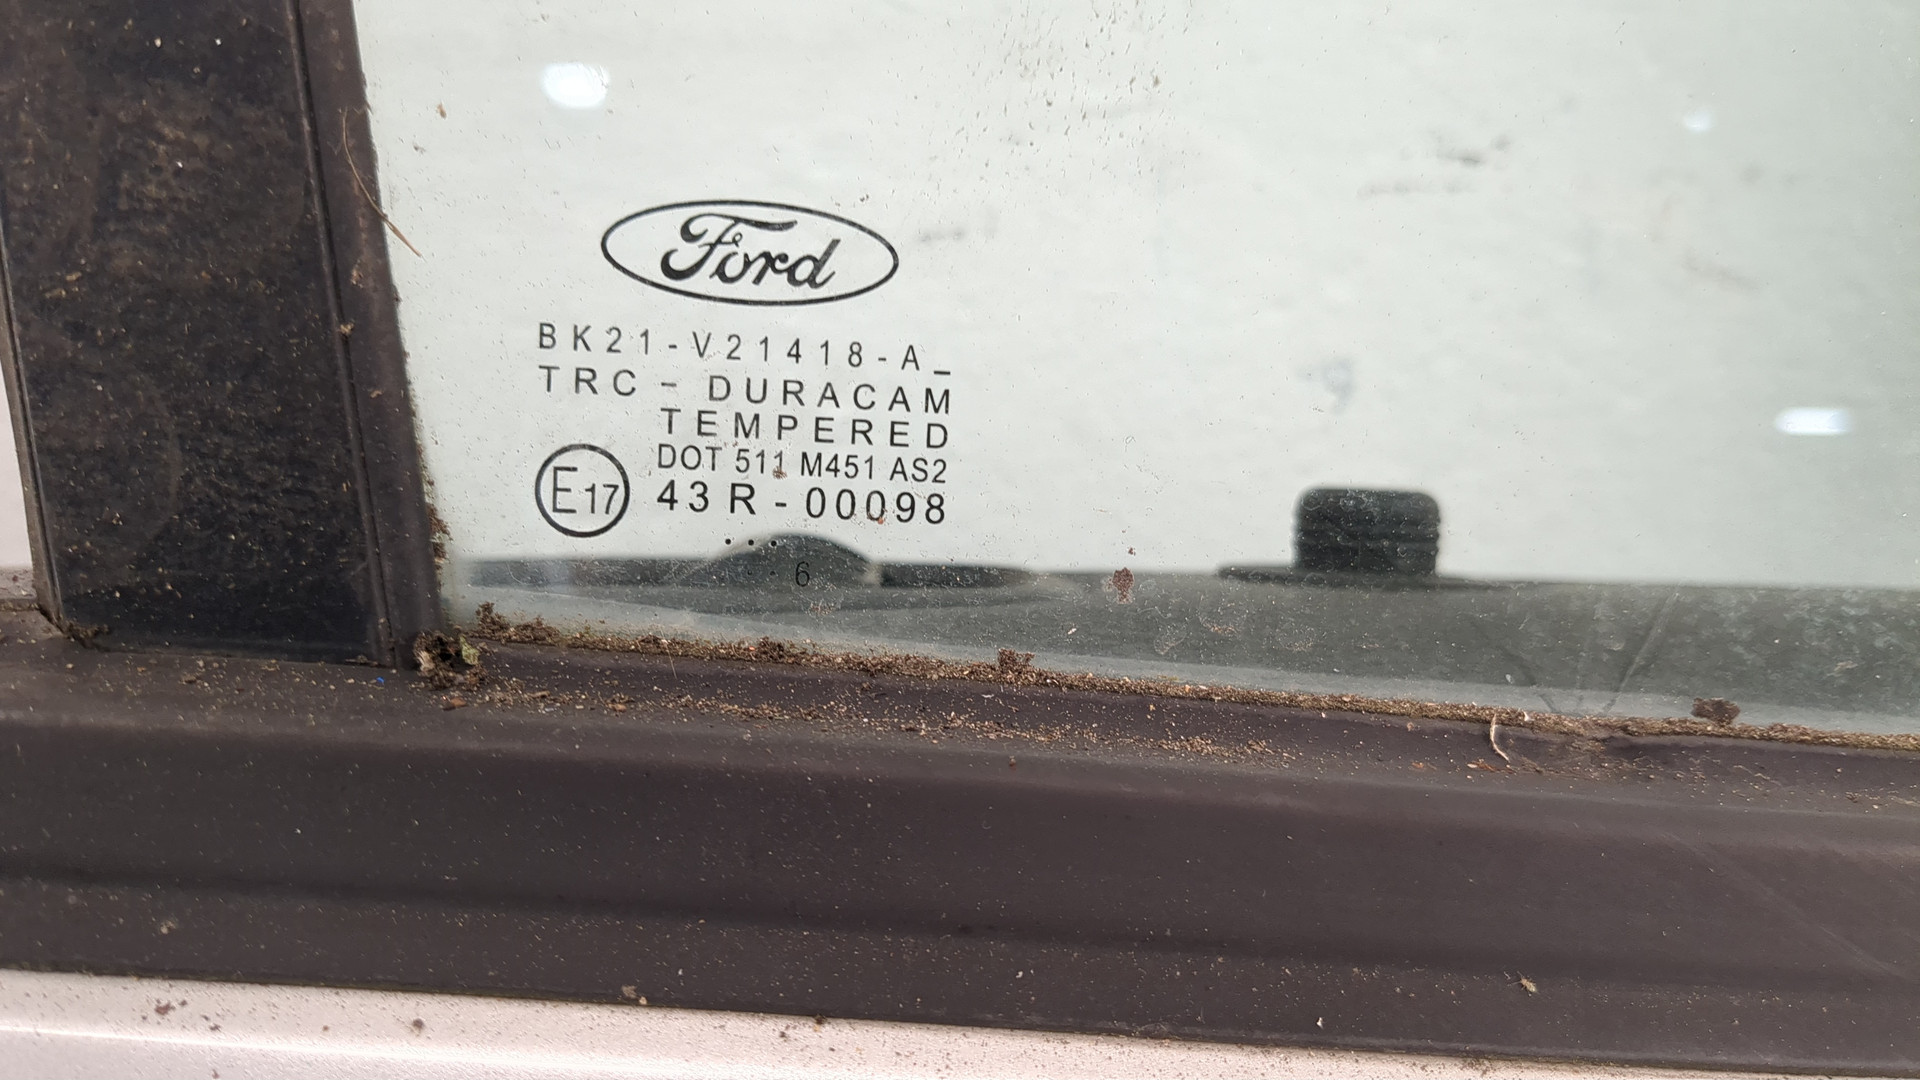 Ford
BK21-V21418-A_
TRC - DURACAM
TEMPERED
DOT 511 M451 AS2
E17 43R-00098
...
.. 6